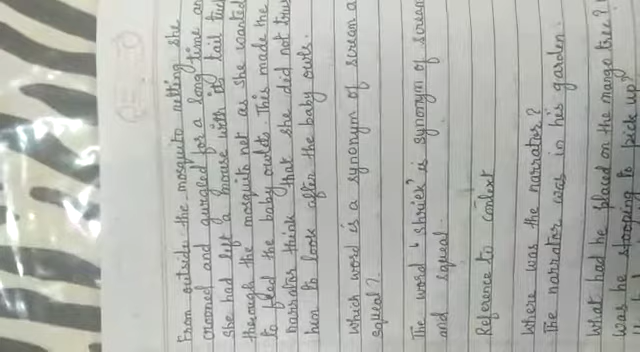 From outside the mosquito netting she
crooned and gurgled for a long time and
she had left a mouse with its tail tuc
through the mosquito net as she wanted
to feed the baby owlets. This made the
narrator think that she did not trus
him to look after the baby owls.
Which word is a synonym of scream a
squeal?
The word 'shriek' is synonym of scream
and squeal.
Reference to context
Where was the narrator?
The narrator was in his garden.
What had he placed on the mango tree?
was he stooping to pick up?